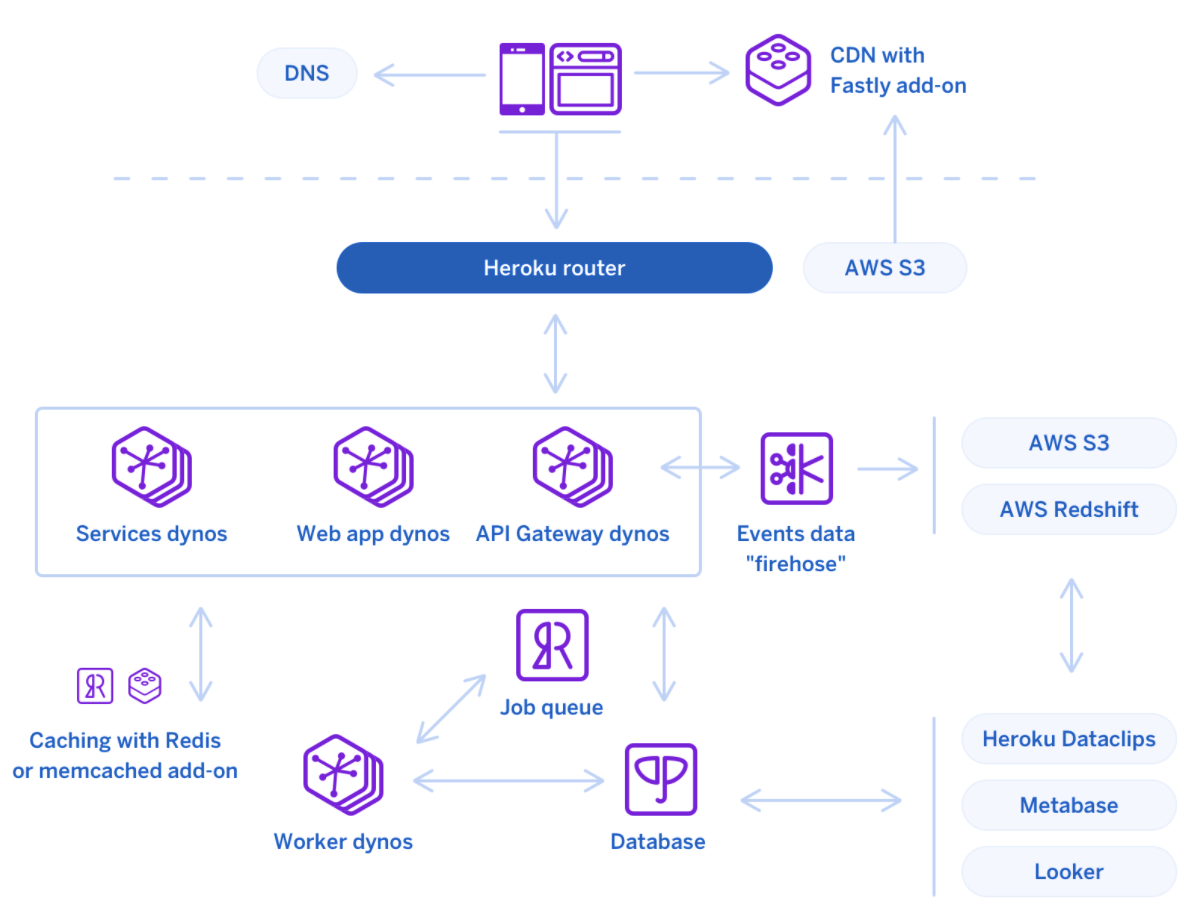 DNS
CDN with
Fastly add-on
Heroku router
AWS S3
Services dynos
Web app dynos
API Gateway dynos
Events data
"firehose"
AWS S3
AWS Redshift
Job queue
Caching with Redis
or memcached add-on
Worker dynos
Database
Heroku Dataclips
Metabase
Looker